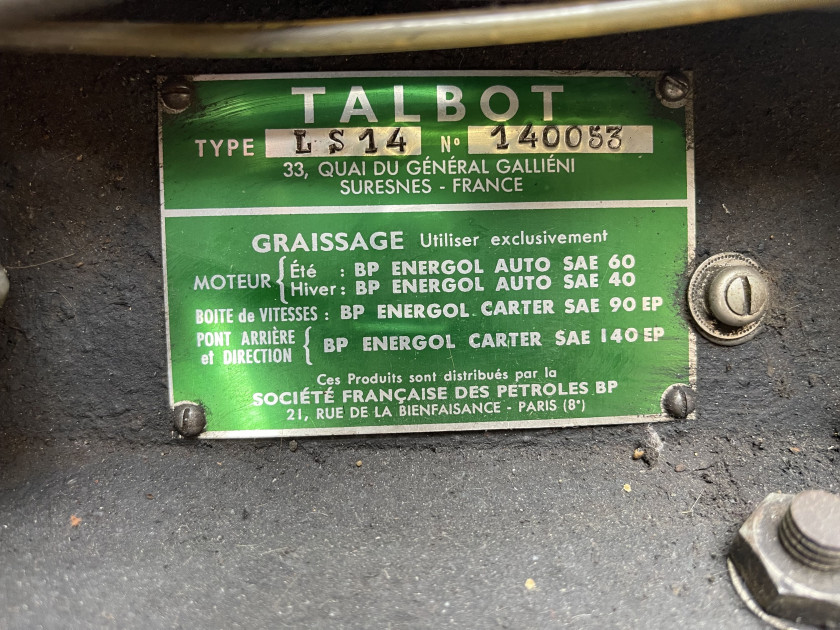 TALBOT
TYPE LS14 N° 140053
33, QUAI DU GÉNÉRAL GALLIÉNI
SURESNES - FRANCE
GRAISSAGE Utiliser exclusivement
MOTEUR { Été : BP ENERGOL AUTO SAE 60
Hiver : BP ENERGOL AUTO SAE 40
BOITE de VITESSES : BP ENERGOL CARTER SAE 90 EP
PONT ARRIÈRE et DIRECTION { BP ENERGOL CARTER SAE 140 EP
Ces Produits sont distribués par la
SOCIÉTÉ FRANÇAISE DES PETROLES BP
21, RUE DE LA BIENFAISANCE - PARIS (8°)